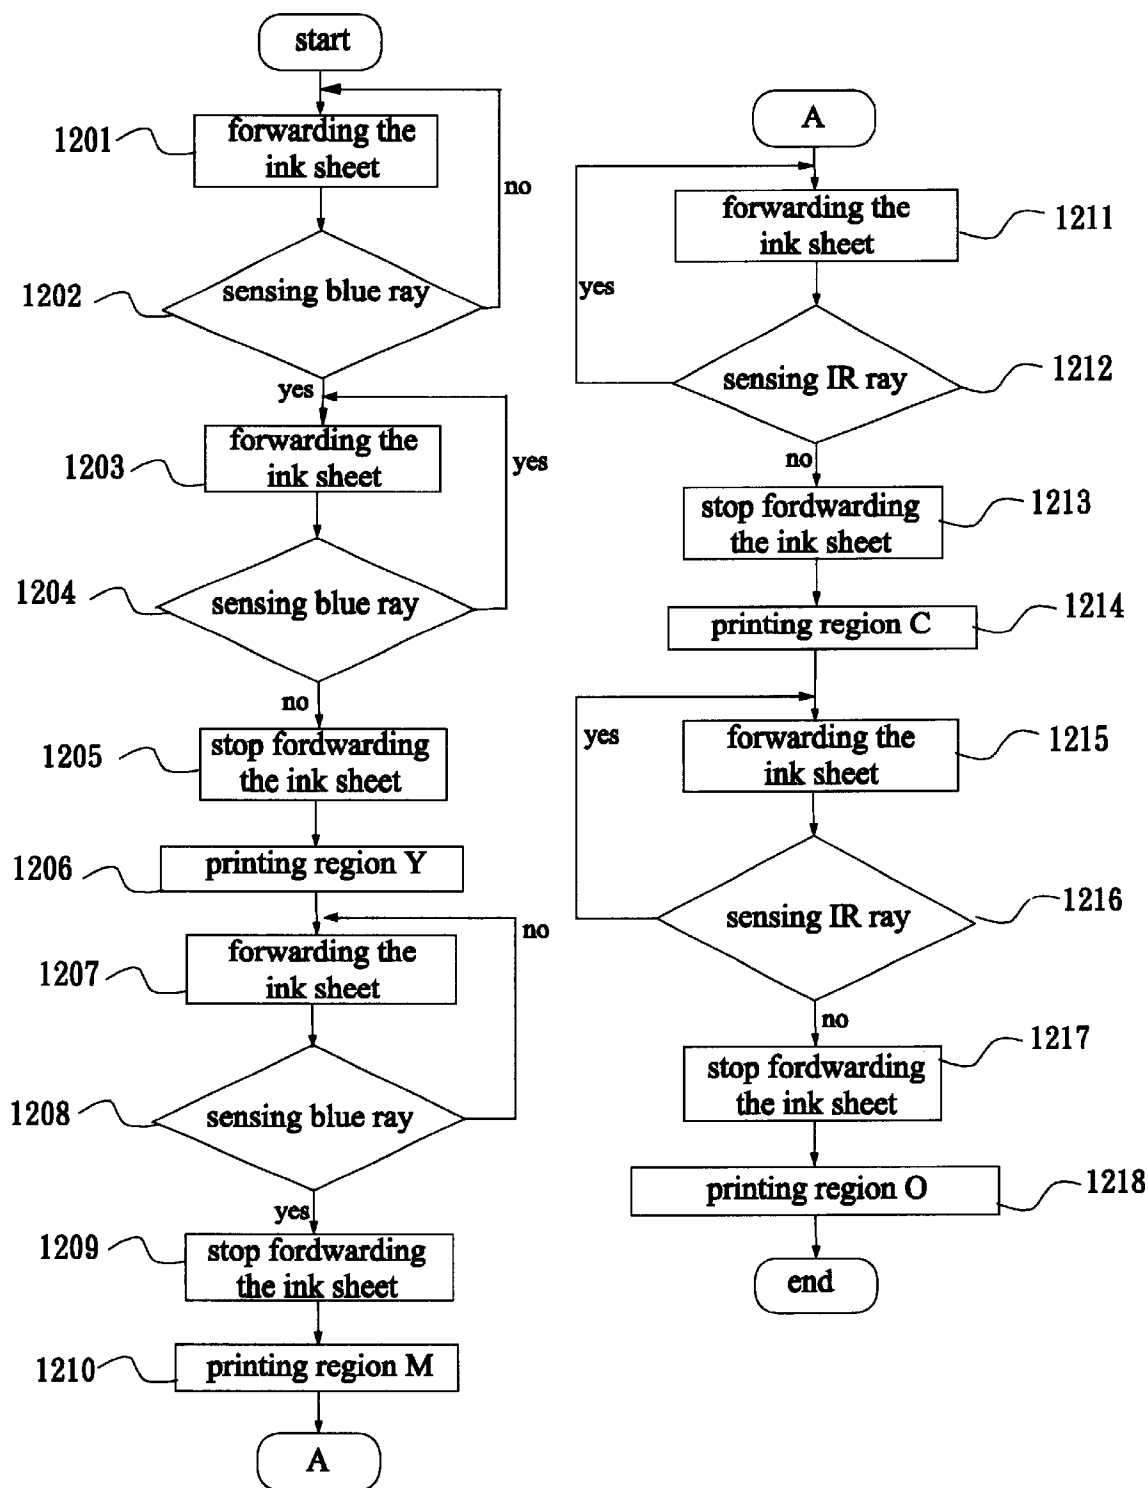 start
1201
forwarding the
ink sheet
no
1202
sensing blue ray
yes
1203
forwarding the
ink sheet
yes
1204
sensing blue ray
no
1205
stop fordwarding
the ink sheet
1206
printing region Y
no
1207
forwarding the
ink sheet
1208
sensing blue ray
yes
1209
stop fordwarding
the ink sheet
1210
printing region M
A
A
forwarding the
ink sheet
1211
yes
sensing IR ray
1212
no
stop fordwarding
the ink sheet
1213
printing region C
1214
yes
forwarding the
ink sheet
1215
sensing IR ray
1216
no
stop fordwarding
the ink sheet
1217
printing region O
1218
end